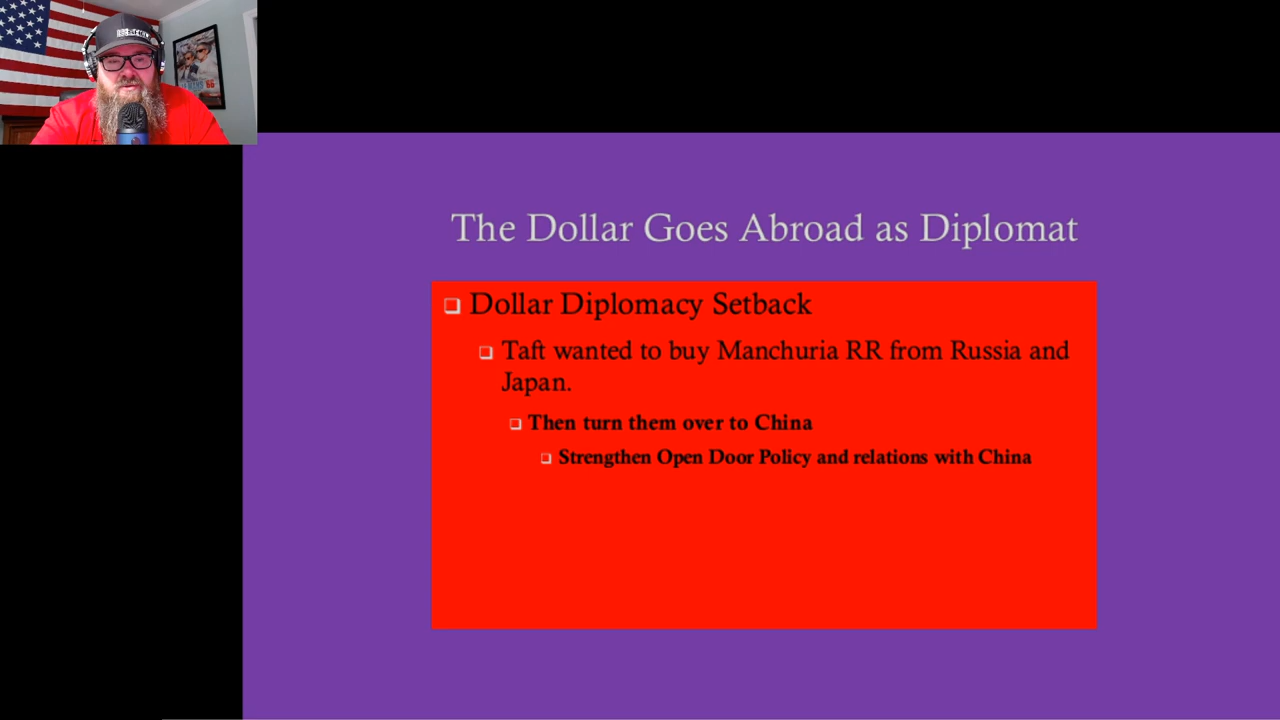 The Dollar Goes Abroad as Diplomat
Dollar Diplomacy Setback
Taft wanted to buy Manchuria RR from Russia and
Japan.
Then turn them over to China
Strengthen Open Door Policy and relations with China